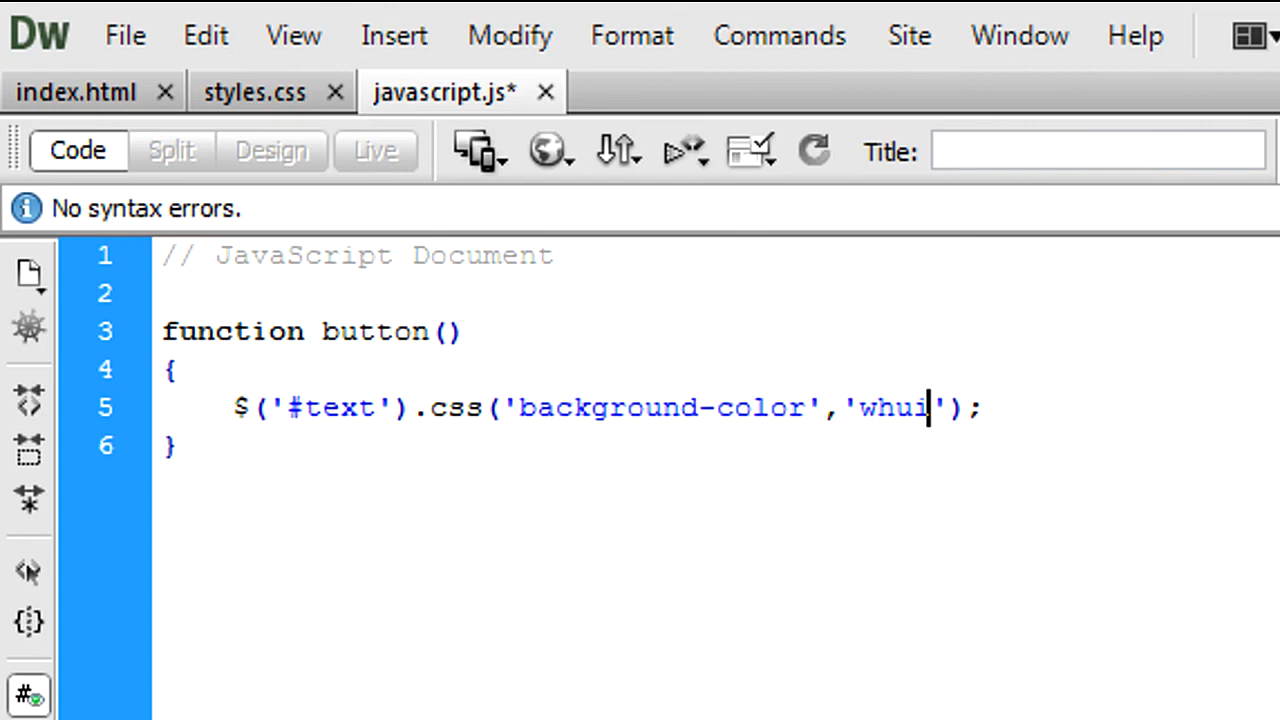 Dw File Edit View Insert Modify Format Commands Site Window Help
index.html styles.css javascript.js*
Code Split Design Live Title:
No syntax errors.
1 // JavaScript Document
2
3 function button()
4 {
5 $('#text').css('background-color','whui');
6 }